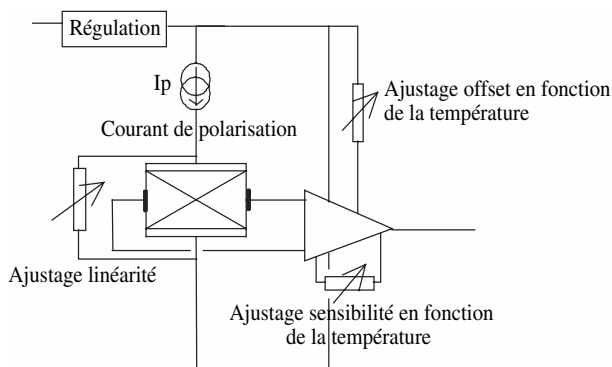 Régulation
Ip
Courant de polarisation
Ajustage offset en fonction
de la température
Ajustage linéarité
Ajustage sensibilité en fonction
de la température